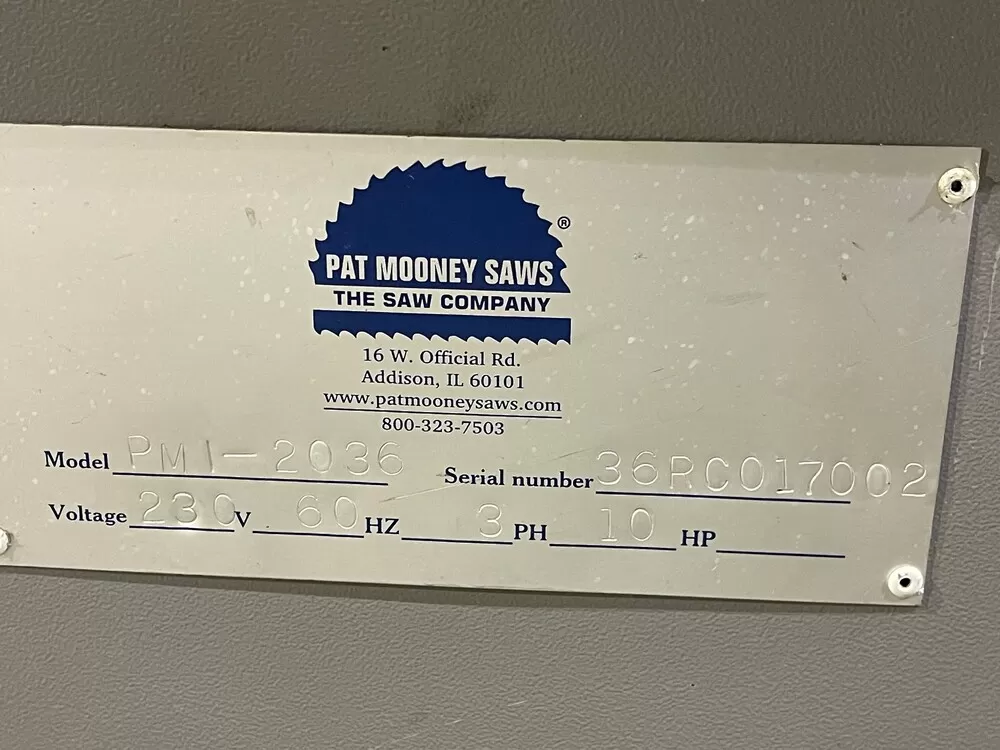 ®
PAT MOONEY SAWS
THE SAW COMPANY
16 W. Official Rd.
Addison, IL 60101
www.patmooneysaws.com
800-323-7503
Model PMI-2036 Serial number 36RC017002
Voltage 230 V 60 HZ 3 PH 10 HP